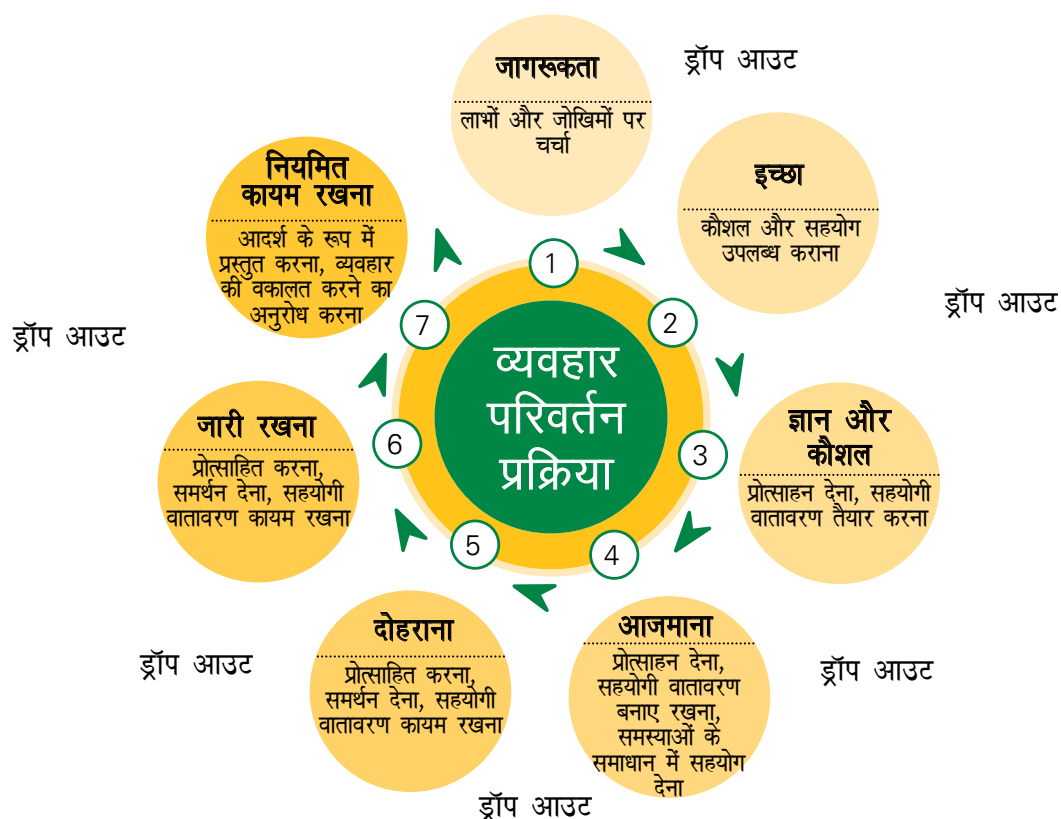 जागरूकता
लाभों और जोखिमों पर
चर्चा
ड्रॉप आउट
इच्छा
कौशल और सहयोग
उपलब्ध कराना
ड्रॉप आउट
ज्ञान और
कौशल
प्रोत्साहन देना, सहयोगी
वातावरण तैयार करना
ड्रॉप आउट
आजमाना
प्रोत्साहन देना,
सहयोगी वातावरण
बनाए रखना,
समस्याओं के
समाधान में सहयोग
देना
ड्रॉप आउट
दोहराना
प्रोत्साहित करना,
समर्थन देना, सहयोगी
वातावरण कायम रखना
ड्रॉप आउट
जारी रखना
प्रोत्साहित करना,
समर्थन देना, सहयोगी
वातावरण कायम रखना
ड्रॉप आउट
नियमित
कायम रखना
आदर्श के रूप में
प्रस्तुत करना, व्यवहार
की वकालत करने का
अनुरोध करना
1
2
3
4
5
6
7
व्यवहार
परिवर्तन
प्रक्रिया